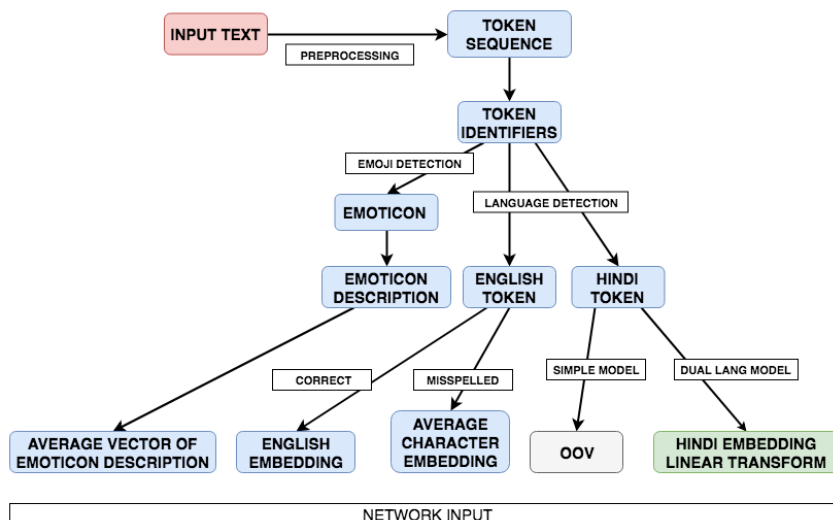 INPUT TEXT
PREPROCESSING
TOKEN
SEQUENCE
TOKEN
IDENTIFIERS
EMOJI DETECTION
LANGUAGE DETECTION
EMOTICON
EMOTICON
DESCRIPTION
ENGLISH
TOKEN
HINDI
TOKEN
CORRECT
MISSPELLED
SIMPLE MODEL
DUAL LANG MODEL
AVERAGE VECTOR OF
EMOTICON DESCRIPTION
ENGLISH
EMBEDDING
AVERAGE
CHARACTER
EMBEDDING
OOV
HINDI EMBEDDING
LINEAR TRANSFORM
NETWORK INPUT